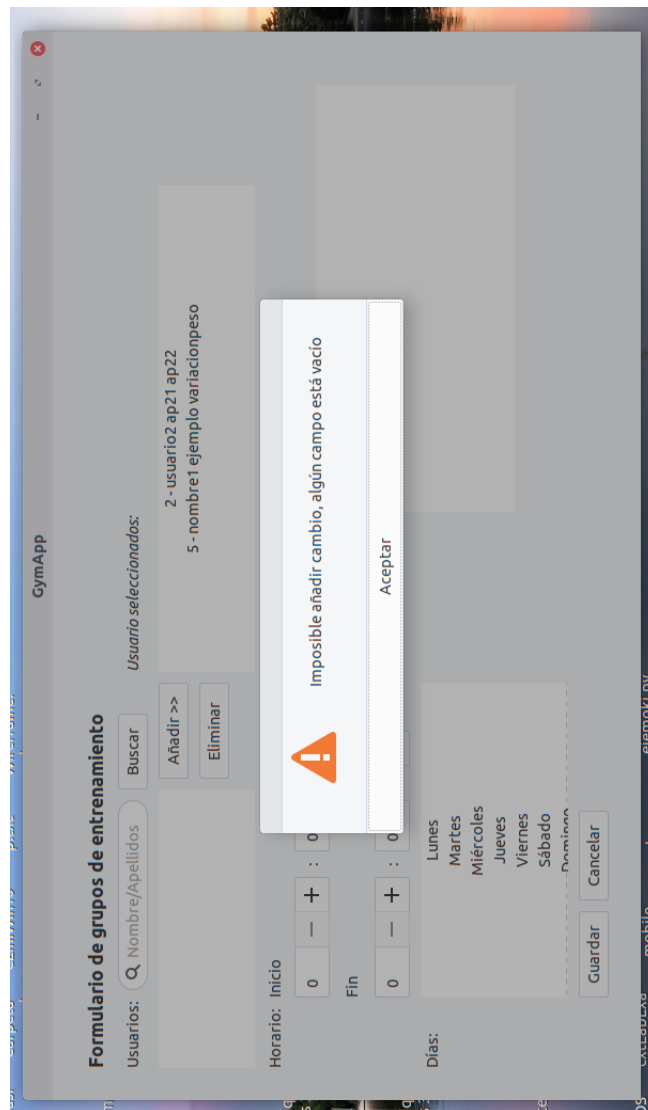 GymApp
Formulario de grupos de entrenamiento
Usuarios:
Nombre/Apellidos
Buscar
Usuario seleccionados:
Añadir >>
Eliminar
2 - usuario2 ap21 ap22
5 - nombre1 ejemplo variacionpeso
Horario: Inicio
0 − + : 0
Fin
0 − + : 0
Imposible añadir cambio, algún campo está vacío
Aceptar
Días:
Lunes
Martes
Miércoles
Jueves
Viernes
Sábado
Domingo
Guardar
Cancelar